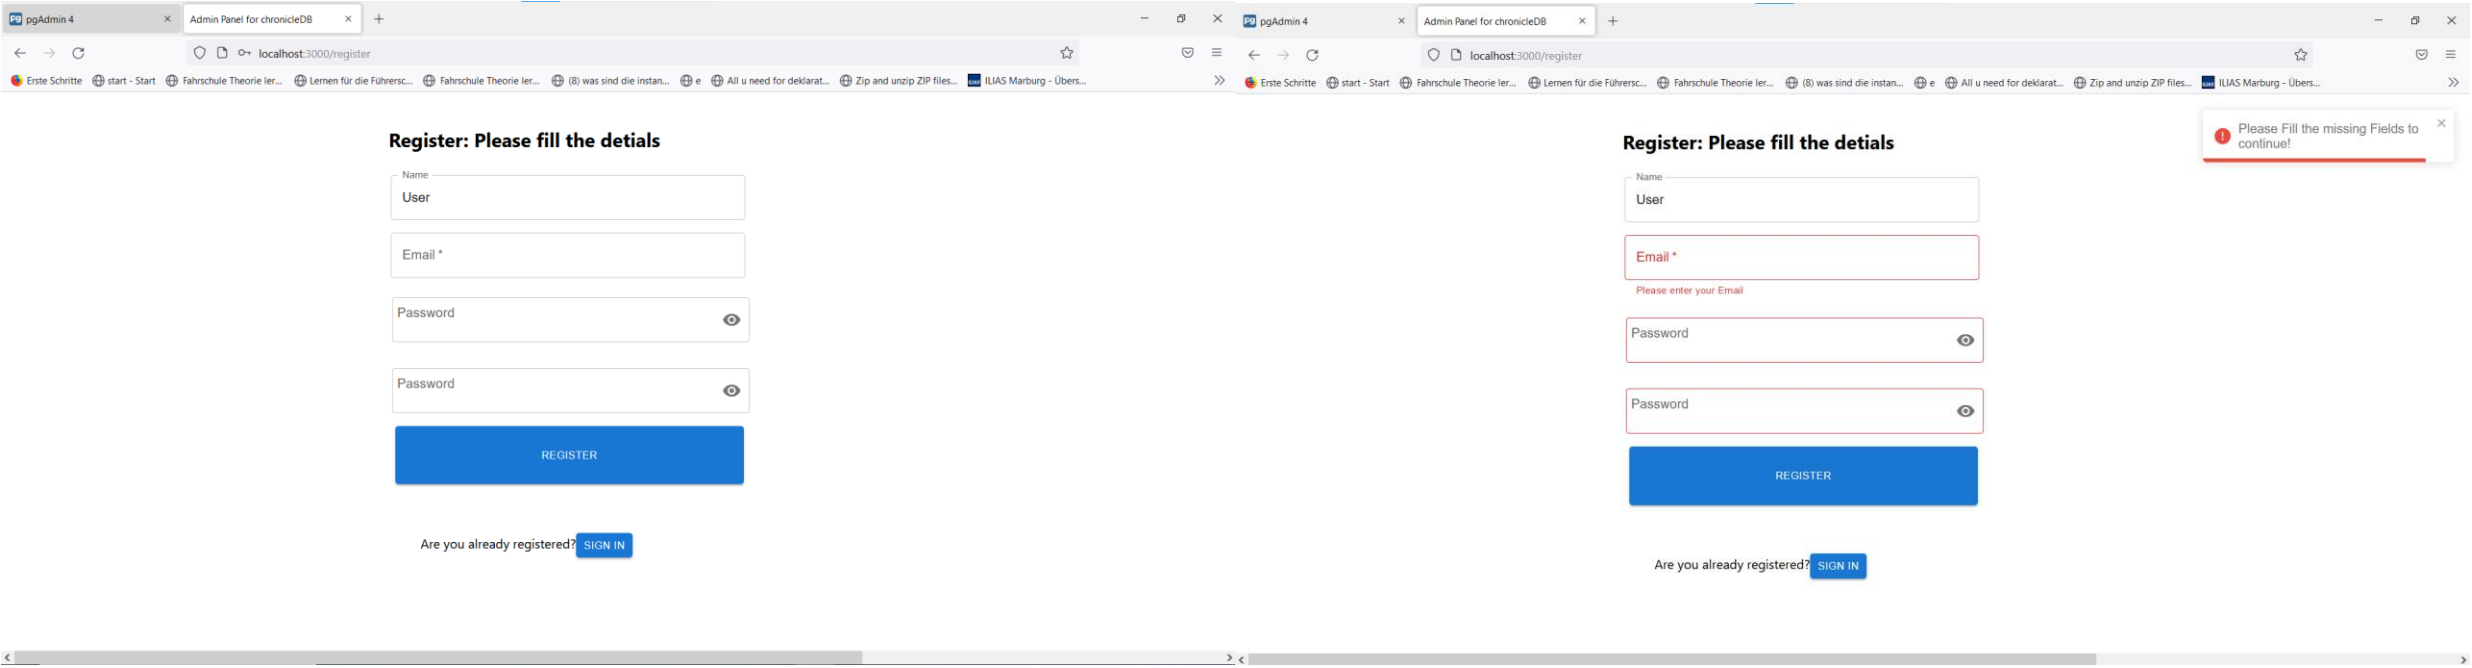 pgAdmin 4
Admin Panel for chronicleDB
localhost:3000/register
Erste Schritte start - Start Fahrschule Theorie ler... Lernen für die Führersc... Fahrschule Theorie ler... (8) was sind die instan... e All u need for deklarat... Zip and unzip ZIP files... ILIAS Marburg - Übers...
Register: Please fill the detials
Name
User
Email *
Password
Password
REGISTER
Are you already registered? SIGN IN
pgAdmin 4
Admin Panel for chronicleDB
localhost:3000/register
Erste Schritte start - Start Fahrschule Theorie ler... Lernen für die Führersc... Fahrschule Theorie ler... (8) was sind die instan... e All u need for deklarat... Zip and unzip ZIP files... ILIAS Marburg - Übers...
Please Fill the missing Fields to
continue!
Register: Please fill the detials
Name
User
Email *
Please enter your Email
Password
Password
REGISTER
Are you already registered? SIGN IN